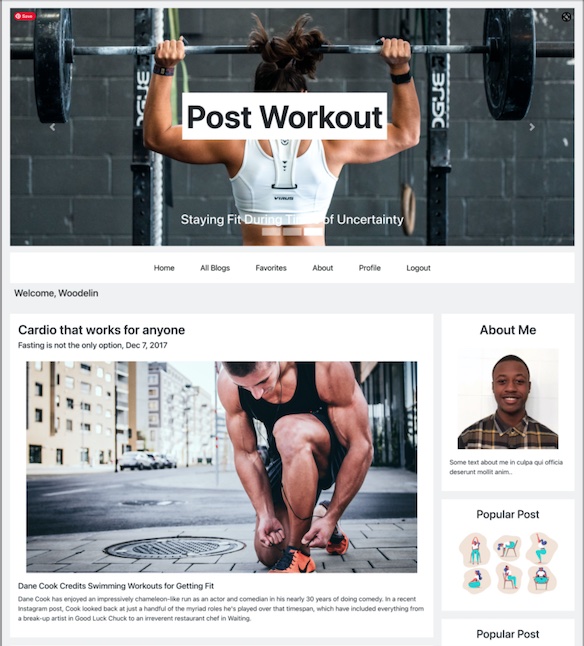 Save
ROGUE
ROGUE
Post Workout
VIRUS
Staying Fit During Times of Uncertainty
Home All Blogs Favorites About Profile Logout
Welcome, Woodelin
Cardio that works for anyone
Fasting is not the only option, Dec 7, 2017
Dane Cook Credits Swimming Workouts for Getting Fit
Dane Cook has enjoyed an impressively chameleon-like run as an actor and comedian in his nearly 30 years of doing comedy. In a recent
Instagram post, Cook looked back at just a handful of the myriad roles he's played over that timespan, which have included everything from
a break-up artist in Good Luck Chuck to an irreverent restaurant chef in Waiting.
About Me
Some text about me in culpa qui officia
deserunt mollit anim..
Popular Post
Popular Post